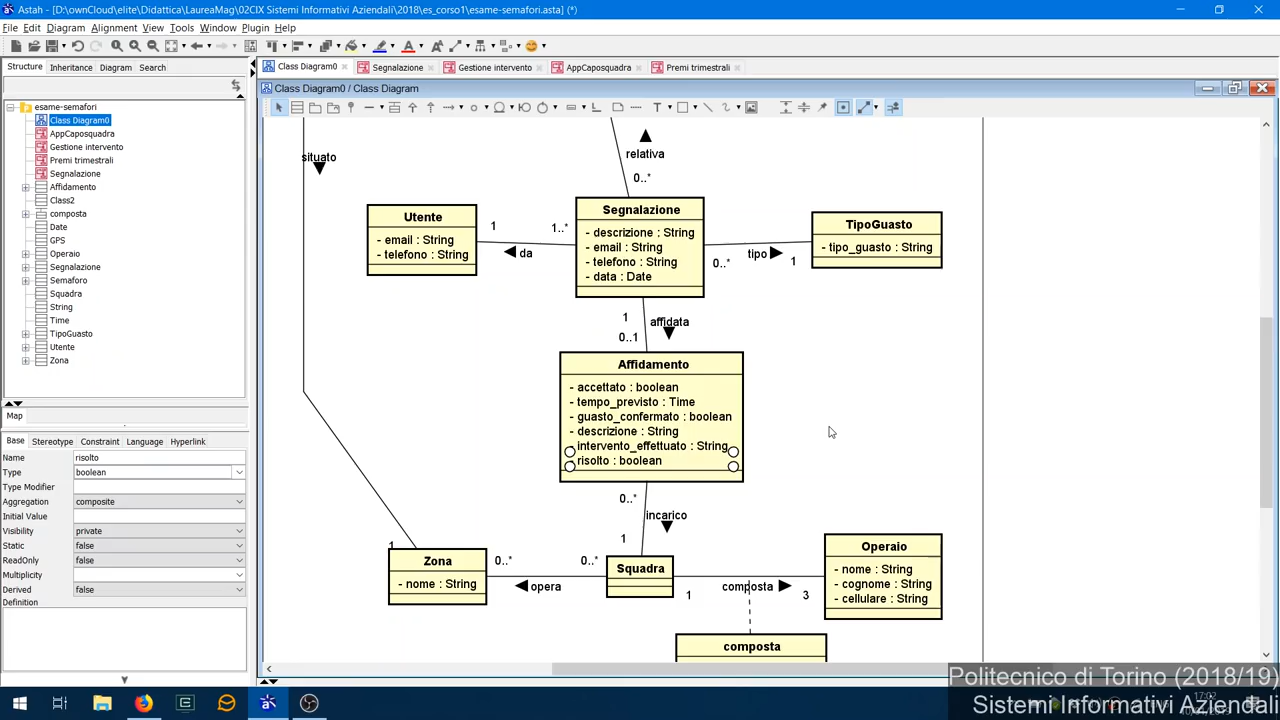 Astah - [D:\ownCloud\elite\Didattica\LaureaMag\02CIX Sistemi Informativi Aziendali\2018\es_corso1\esame-semafori.asta] (*)
File Edit Diagram Alignment View Tools Window Plugin Help
Structure Inheritance Diagram Search
esame-semafori
Class Diagram0
AppCaposquadra
Gestione intervento
Premi trimestrali
Segnalazione
Affidamento
Class2
composta
Date
GPS
Operaio
Segnalazione
Semaforo
Squadra
String
Time
TipoGuasto
Utente
Zona
Map
Base Stereotype Constraint Language Hyperlink
Name risolto
Type boolean
Type Modifier
Aggregation composite
Initial Value
Visibility private
Static false
ReadOnly false
Multiplicity
Derived false
Definition
Class Diagram0 Segnalazione Gestione intervento AppCaposquadra Premi trimestrali
Class Diagram0 / Class Diagram
situato
relativa
0..*
Utente
- email : String
- telefono : String
1
1..*
da
Segnalazione
- descrizione : String
- email : String
- telefono : String
- data : Date
tipo
0..*
1
TipoGuasto
- tipo_guasto : String
1
affidata
0..1
Affidamento
- accettato : boolean
- tempo_previsto : Time
- guasto_confermato : boolean
- descrizione : String
intervento_effettuato : String
risolto : boolean
0..*
incarico
1
1
Zona
- nome : String
0..*
0..*
opera
Squadra
1
composta
3
Operaio
- nome : String
- cognome : String
- cellulare : String
composta
Politecnico di Torino (2018/19)
Sistemi Informativi Aziendali
17:02